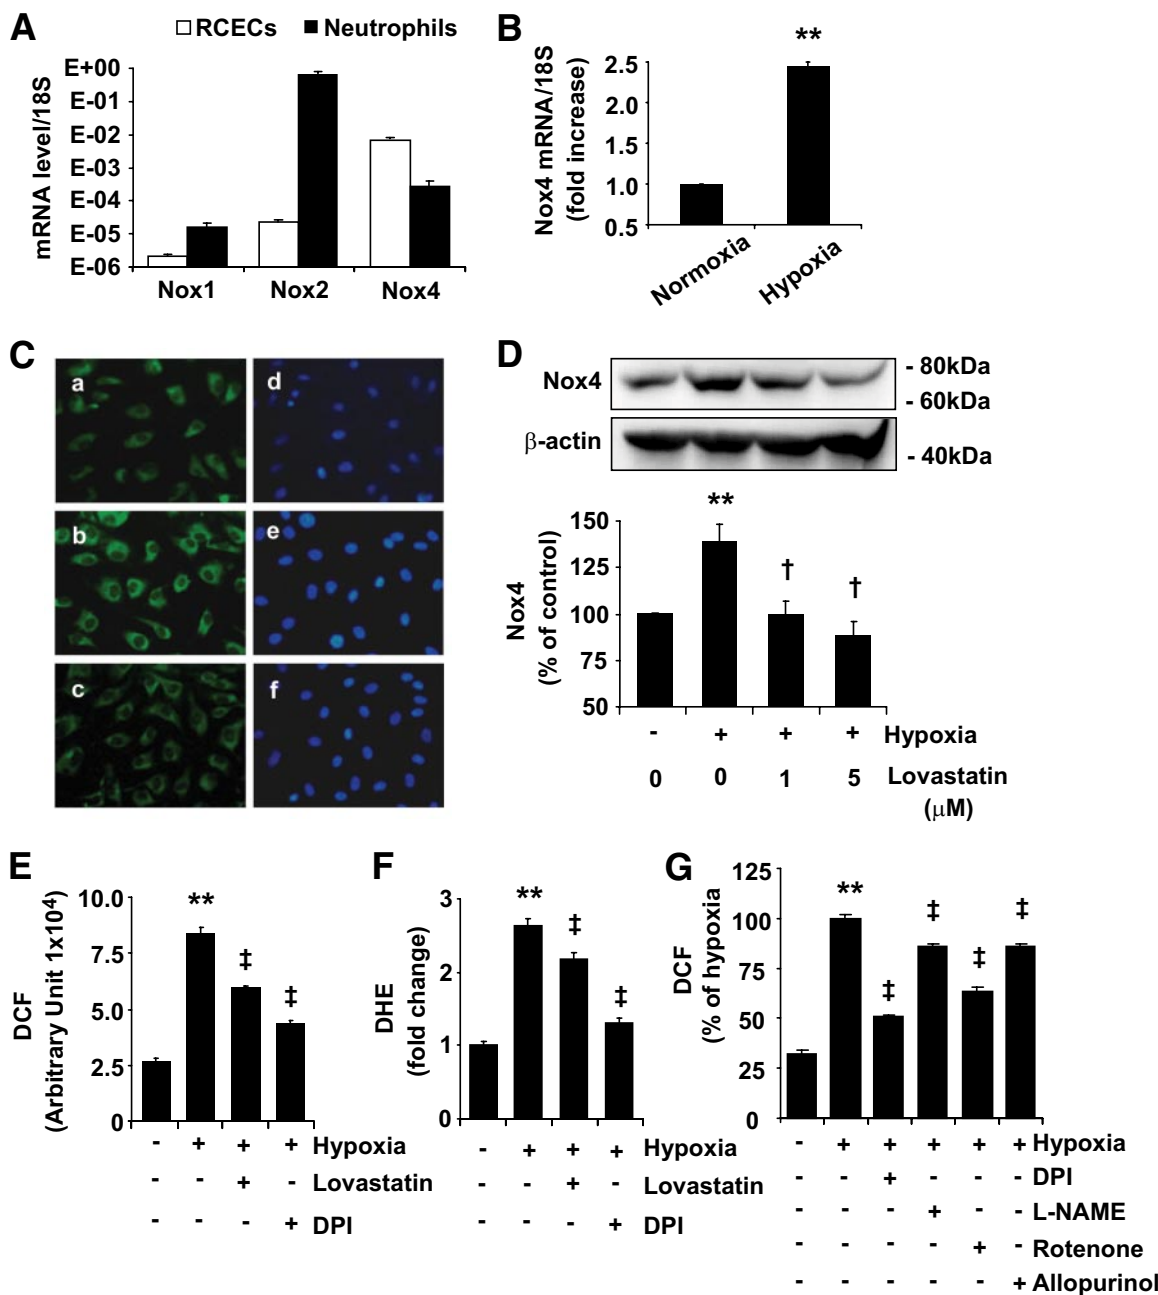 A
RCECs Neutrophils
mRNA level/18S
E+00
E-01
E-02
E-03
E-04
E-05
E-06
Nox1 Nox2 Nox4
B
Nox4 mRNA/18S
(fold increase)
**
2.5
2.0
1.5
1.0
0.5
Normoxia Hypoxia
C
a d
b e
c f
D
Nox4 - 80kDa
- 60kDa
β-actin - 40kDa
Nox4
(% of control)
150
125
100
75
50
** † †
- + + + Hypoxia
0 0 1 5 Lovastatin
(μM)
E
DCF
(Arbitrary Unit 1x10⁴)
10.0
7.5
5.0
2.5
0
** ‡ ‡
- + + + Hypoxia
- - + - Lovastatin
- - - + DPI
F
DHE
(fold change)
3
2
1
0
** ‡ ‡
- + + + Hypoxia
- - + - Lovastatin
- - - + DPI
G
DCF
(% of hypoxia
125
100
75
50
25
0
** ‡ ‡ ‡ ‡
- + + + + + Hypoxia
- - + - - - DPI
- - - + - - L-NAME
- - - - + - Rotenone
- - - - - + Allopurinol